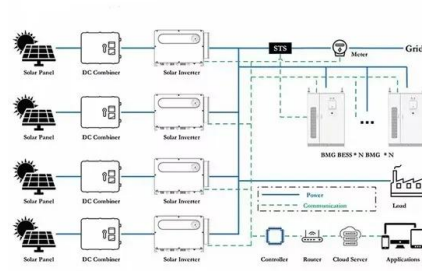 STS
Meter
Grid
Solar Panel DC Combiner Solar Inverter
Solar Panel DC Combiner Solar Inverter
BMG BESS * N BMG * N
Solar Panel DC Combiner Solar Inverter
Power
Communication
Load
Solar Panel DC Combiner Solar Inverter
Controller Router Cloud Server Applications